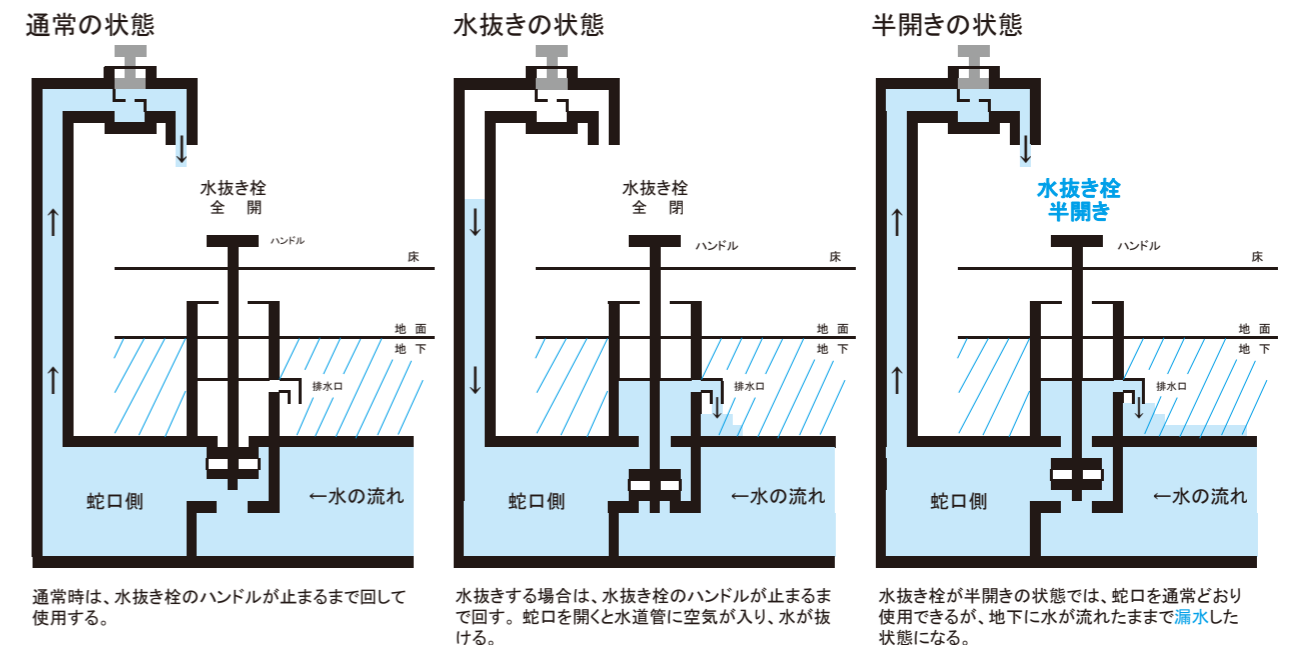 通常の状態
水抜き栓
全 開
ハンドル
床
地 面
地 下
排水口
蛇口側
←水の流れ
通常時は、水抜き栓のハンドルが止まるまで回して
使用する。
水抜きの状態
水抜き栓
全 閉
ハンドル
床
地 面
地 下
排水口
蛇口側
←水の流れ
水抜きする場合は、水抜き栓のハンドルが止まるま
で回す。蛇口を開くと水道管に空気が入り、水が抜
ける。
半開きの状態
水抜き栓
半開き
ハンドル
床
地 面
地 下
排水口
蛇口側
←水の流れ
水抜き栓が半開きの状態では、蛇口を通常どおり
使用できるが、地下に水が流れたままで漏水した
状態になる。